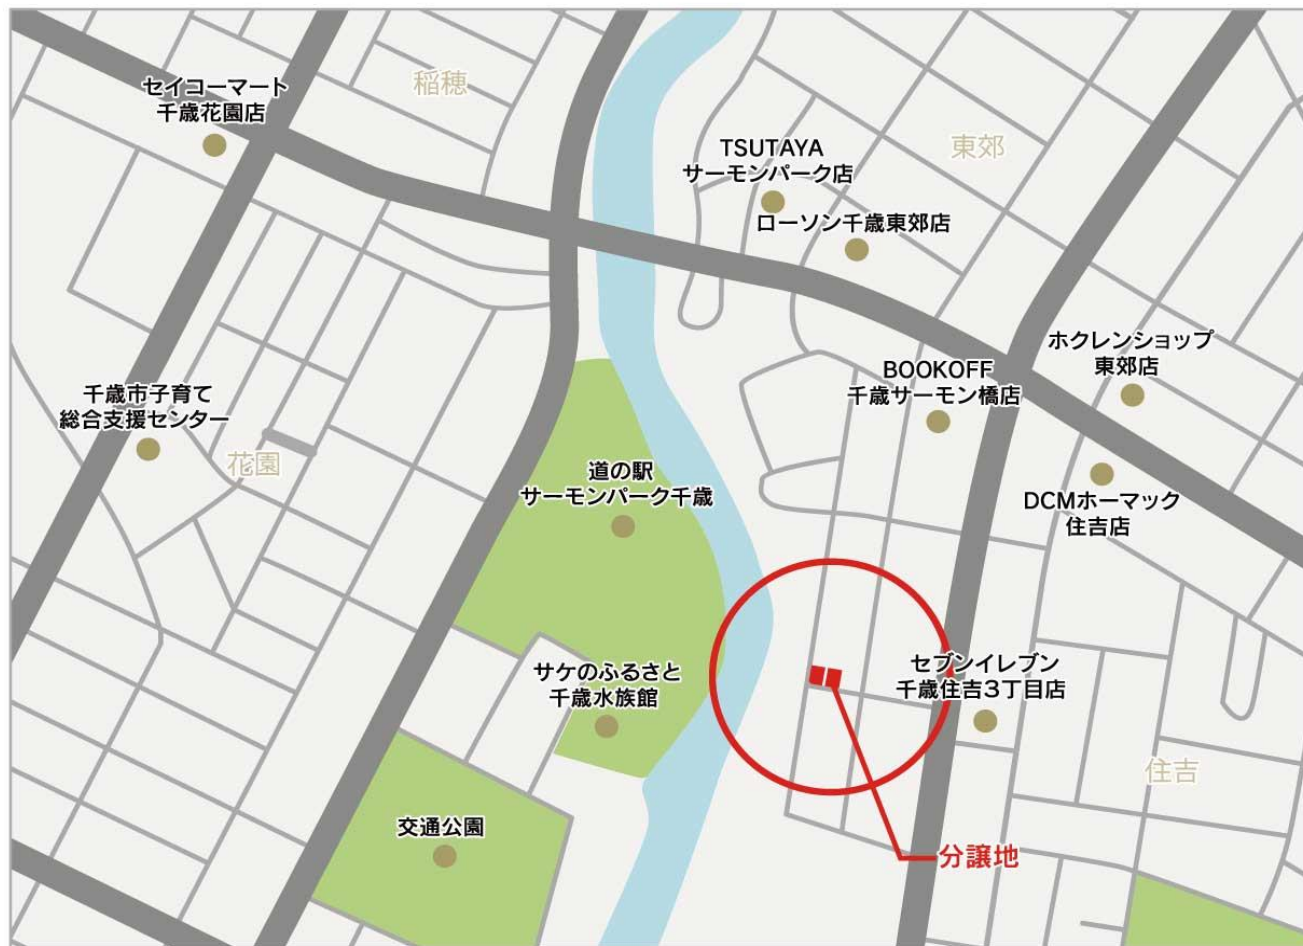 セイコーマート
千歳花園店
稲穂
TSUTAYA
サーモンパーク店
東郊
ローソン千歳東郊店
ホクレンショップ
東郊店
BOOKOFF
千歳サーモン橋店
千歳市子育て
総合支援センター
花園
道の駅
サーモンパーク千歳
DCMホーマック
住吉店
サケのふるさと
千歳水族館
セブンイレブン
千歳住吉3丁目店
住吉
交通公園
分譲地